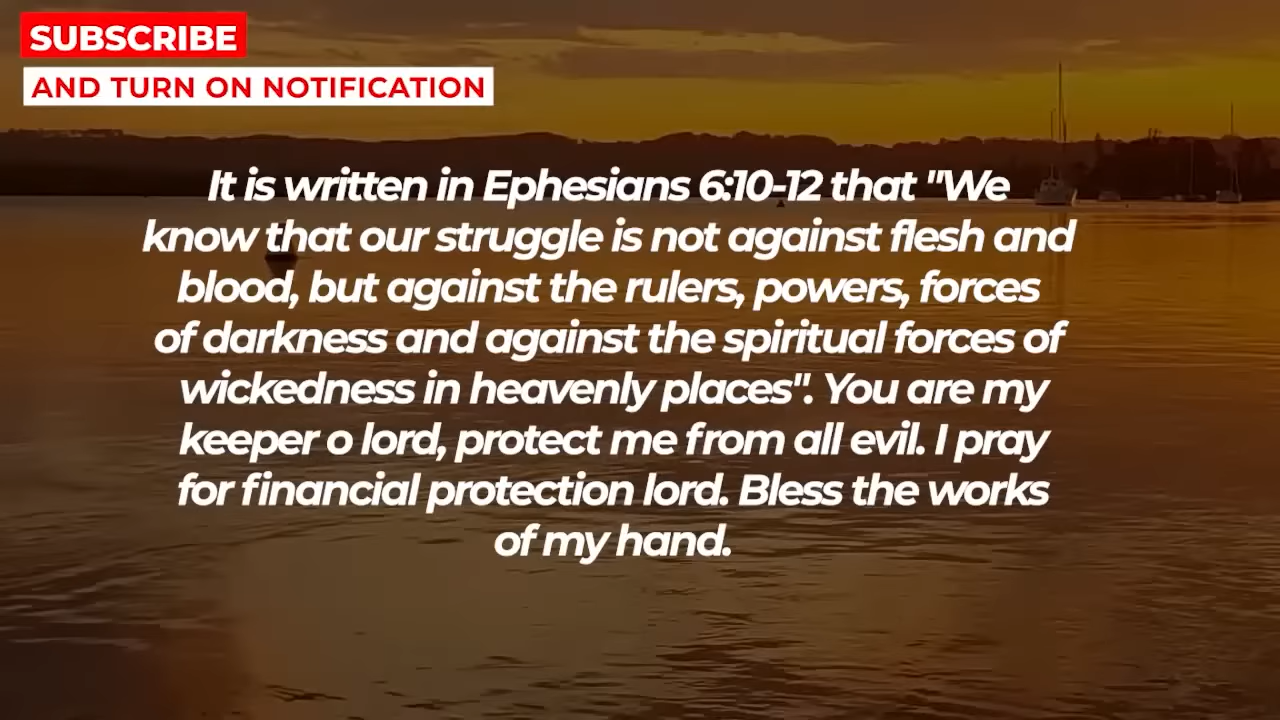 SUBSCRIBE
AND TURN ON NOTIFICATION
It is written in Ephesians 6:10-12 that "We
know that our struggle is not against flesh and
blood, but against the rulers, powers, forces
of darkness and against the spiritual forces of
wickedness in heavenly places". You are my
keeper o lord, protect me from all evil. I pray
for financial protection lord. Bless the works
of my hand.